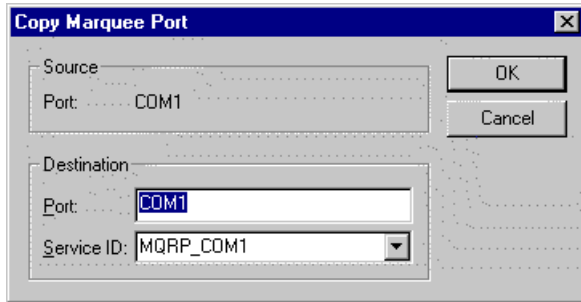 Copy Marquee Port
Source
Port: COM1
OK
Cancel
Destination
Port: COM1
Service ID: MQRP_COM1